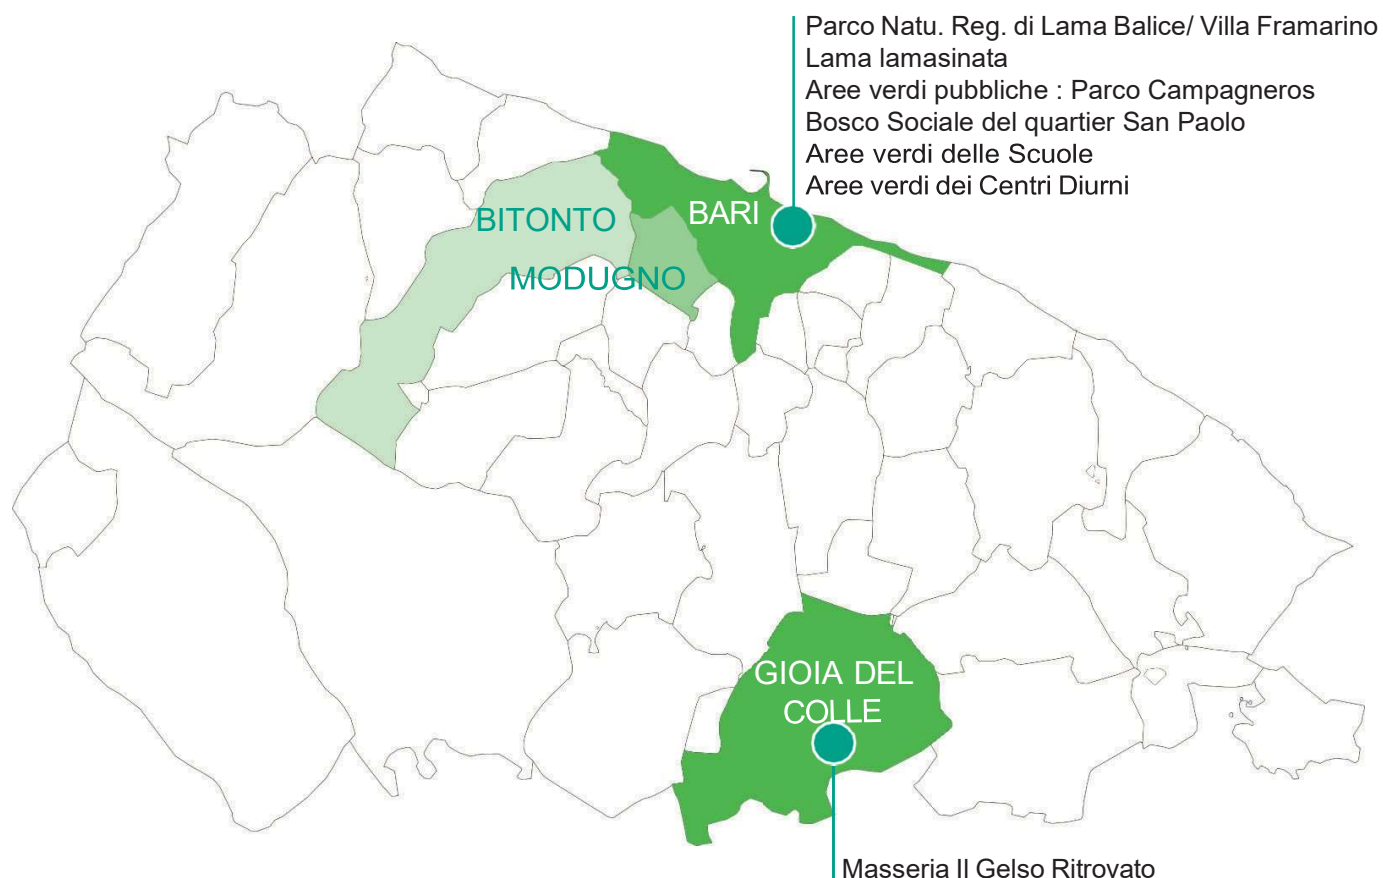 Parco Natu. Reg. di Lama Balice/ Villa Framarino
Lama lamasinata
Aree verdi pubbliche : Parco Campagneros
Bosco Sociale del quartier San Paolo
Aree verdi delle Scuole
Aree verdi dei Centri Diurni
BARI
BITONTO
MODUGNO
GIOIA DEL
COLLE
Masseria Il Gelso Ritrovato